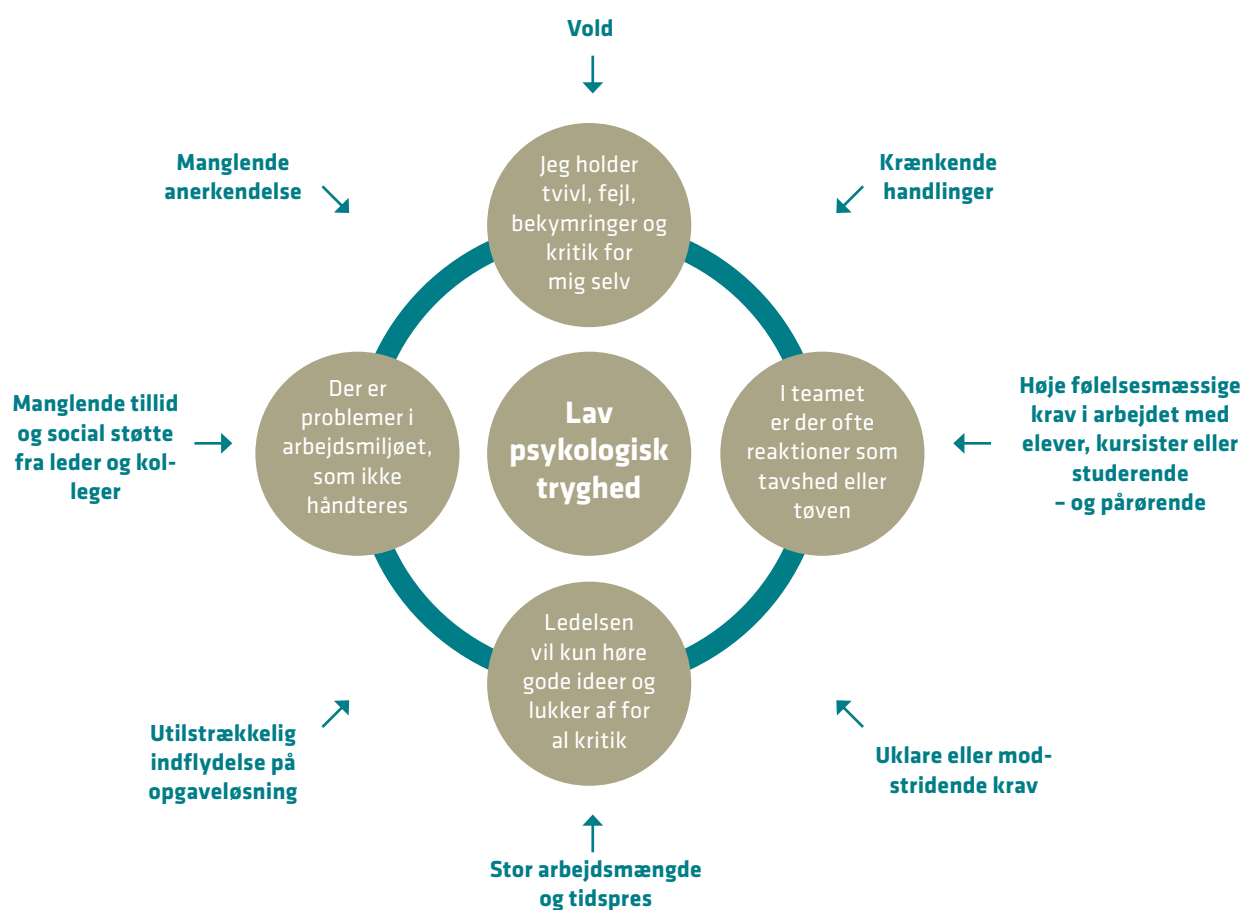 Vold
Manglende
anerkendelse
Krænkende
handlinger
Jeg holder
tvivl, fejl,
bekymringer og
kritik for
mig selv
Manglende tillid
og social støtte
fra leder og kol-
leger
Der er
problemer i
arbejdsmiljøet,
som ikke
håndteres
Lav
psykologisk
tryghed
I teamet
er der ofte
reaktioner som
tavshed eller
tøven
Høje følelsesmæssige
krav i arbejdet med
elever, kursister eller
studerende
– og pårørende
Ledelsen
vil kun høre
gode ideer og
lukker af for
al kritik
Utilstrækkelig
indflydelse på
opgaveløsning
Uklare eller mod-
stridende krav
Stor arbejdsmængde
og tidspres